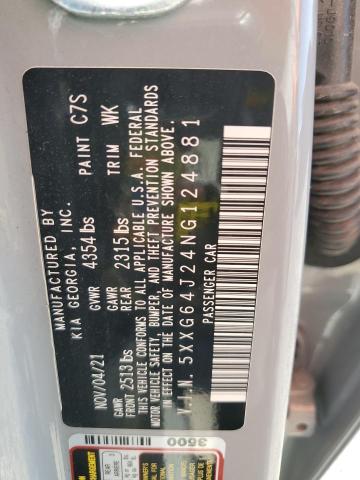 MANUFACTURED BY
KIA GEORGIA, INC.
NOV/04/21 GVWR 4354 lbs PAINT C7S
GAWR FRONT 2513 lbs GAWR REAR 2315 lbs TRIM WK
THIS VEHICLE CONFORMS TO ALL APPLICABLE U.S.A. FEDERAL
MOTOR VEHICLE SAFETY, BUMPER, AND THEFT PREVENTION STANDARDS
IN EFFECT ON THE DATE OF MANUFACTURE SHOWN ABOVE.
V.I.N. 5XXG64J24NG124881
PASSENGER CAR
3500
REAR